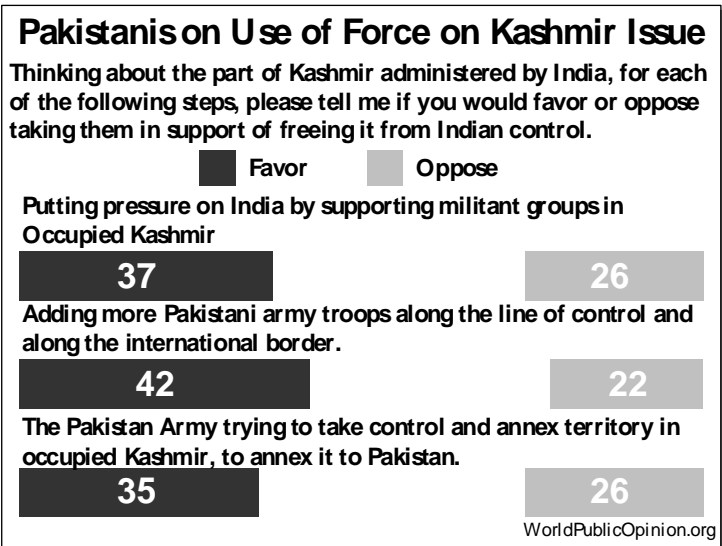 Pakistanis on Use of Force on Kashmir Issue
Thinking about the part of Kashmir administered by India, for each
of the following steps, please tell me if you would favor or oppose
taking them in support of freeing it from Indian control.
Favor Oppose
Putting pressure on India by supporting militant groups in
Occupied Kashmir
37 26
Adding more Pakistani army troops along the line of control and
along the international border.
42 22
The Pakistan Army trying to take control and annex territory in
occupied Kashmir, to annex it to Pakistan.
35 26
WorldPublicOpinion.org